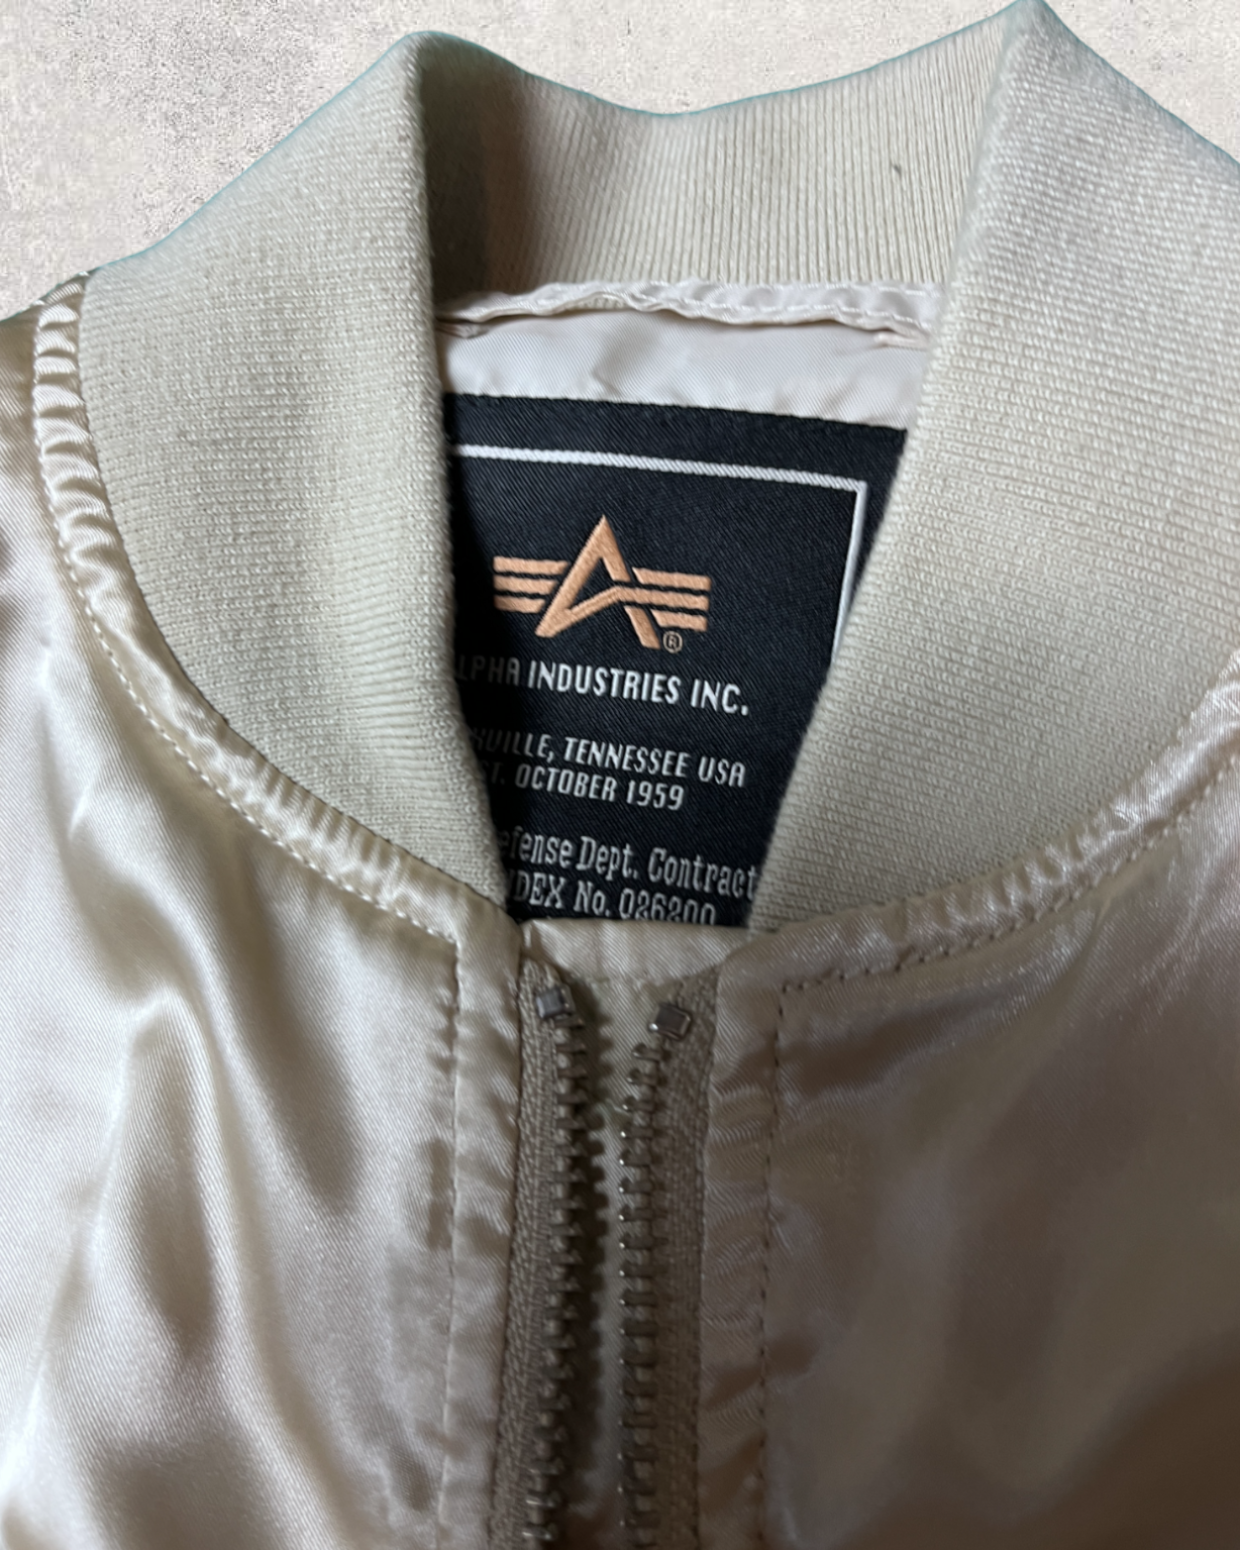 ®
LPHA INDUSTRIES INC.
VILLE, TENNESSEE USA
T. OCTOBER 1959
efense Dept. Contract
DEX No. 026200